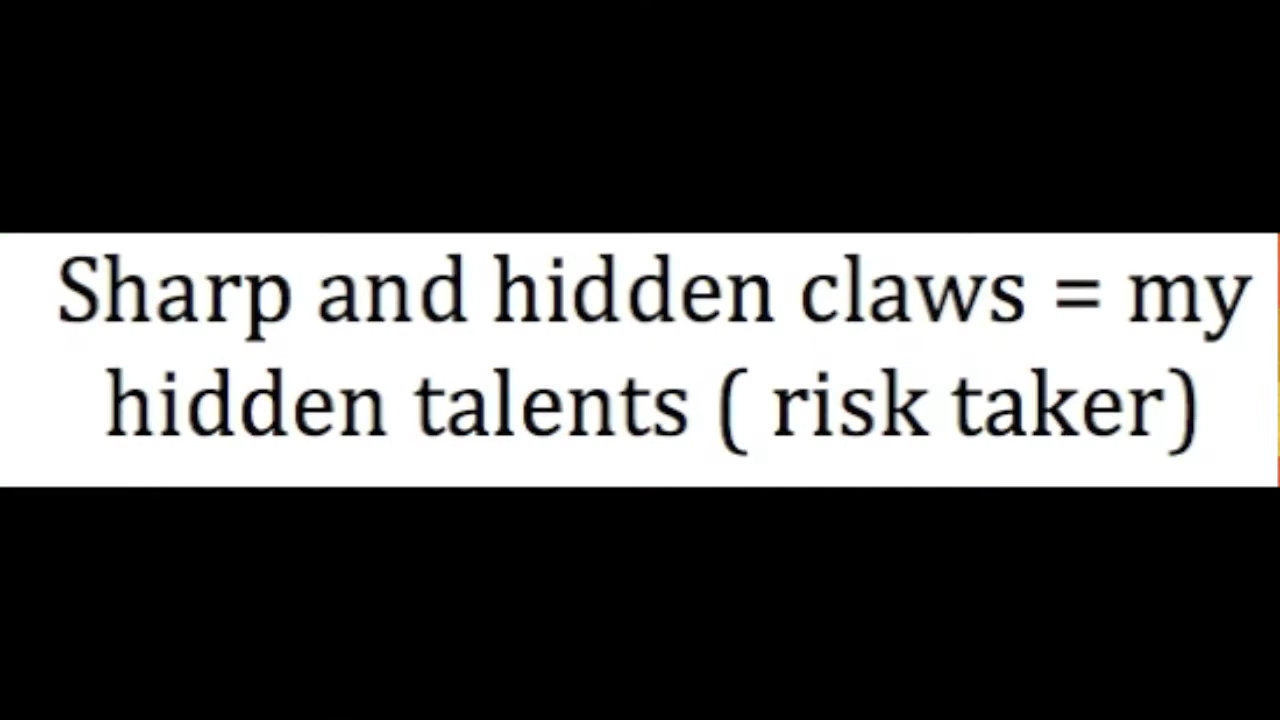 Sharp and hidden claws = my
hidden talents ( risk taker)